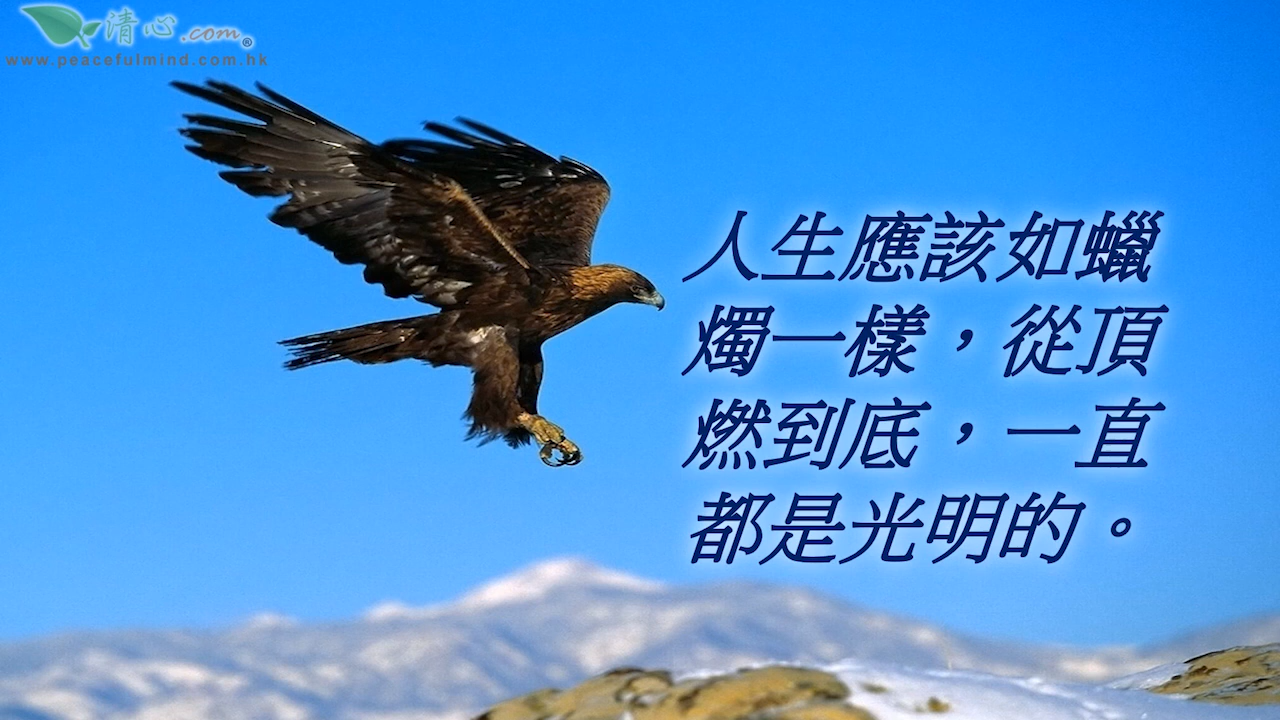 清心.com®
www.peacefulmind.com.hk
人生應該如蠟
燭一樣，從頂
燃到底，一直
都是光明的。